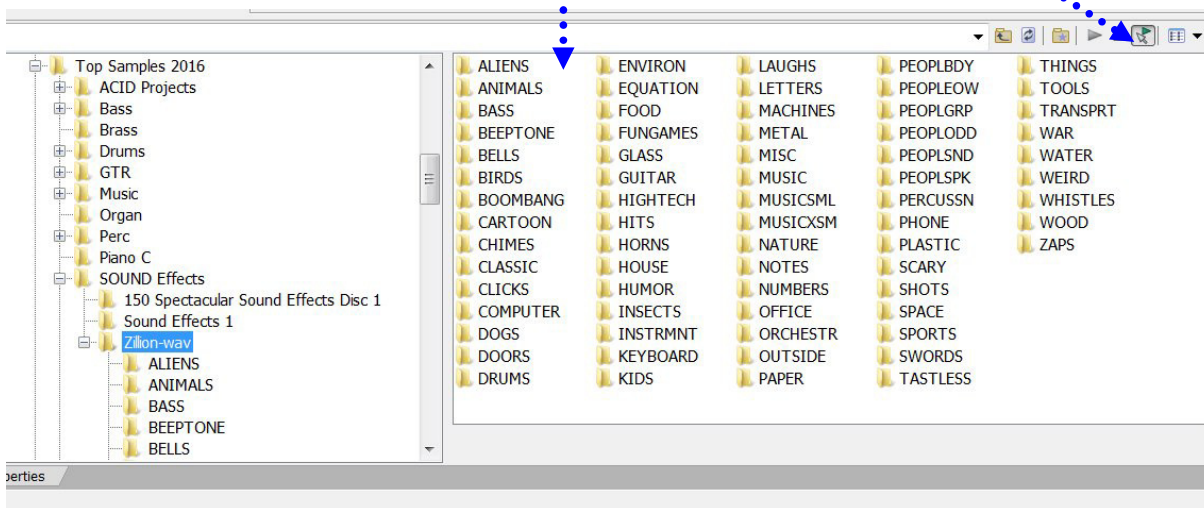 Top Samples 2016
ACID Projects
Bass
Brass
Drums
GTR
Music
Organ
Perc
Piano C
SOUND Effects
150 Spectacular Sound Effects Disc 1
Sound Effects 1
Zillion-wav
ALIENS
ANIMALS
BASS
BEEPTONE
BELLS
ALIENS
ANIMALS
BASS
BEEPTONE
BELLS
BIRDS
BOOMBANG
CARTOON
CHIMES
CLASSIC
CLICKS
COMPUTER
DOGS
DOORS
DRUMS
ENVIRON
EQUATION
FOOD
FUNGAMES
GLASS
GUITAR
HIGHTECH
HITS
HORNS
HOUSE
HUMOR
INSECTS
INSTRMNT
KEYBOARD
KIDS
LAUGHS
LETTERS
MACHINES
METAL
MISC
MUSIC
MUSICSML
MUSICXSM
NATURE
NOTES
NUMBERS
OFFICE
ORCHESTR
OUTSIDE
PAPER
PEOPLBDY
PEOPLEOW
PEOPLGRP
PEOPLODD
PEOPLSND
PEOPLSPK
PERCUSSN
PHONE
PLASTIC
SCARY
SHOTS
SPACE
SPORTS
SWORDS
TASTLESS
THINGS
TOOLS
TRANSPRT
WAR
WATER
WEIRD
WHISTLES
WOOD
ZAPS
perties